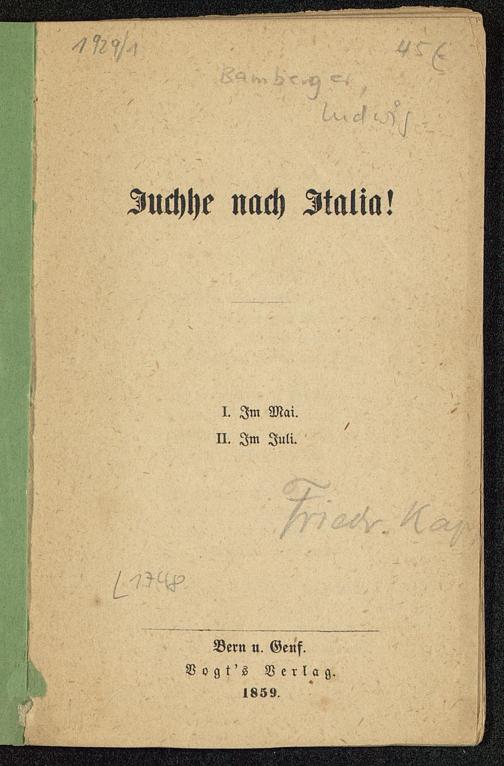 1929/1
45
Bamberger,
Ludwig
Juchhe nach Italia!
I. Im Mai.
II. Im Juli.
Friedr. Kap
L 1748
Bern u. Genf.
Vogt's Verlag.
1859.